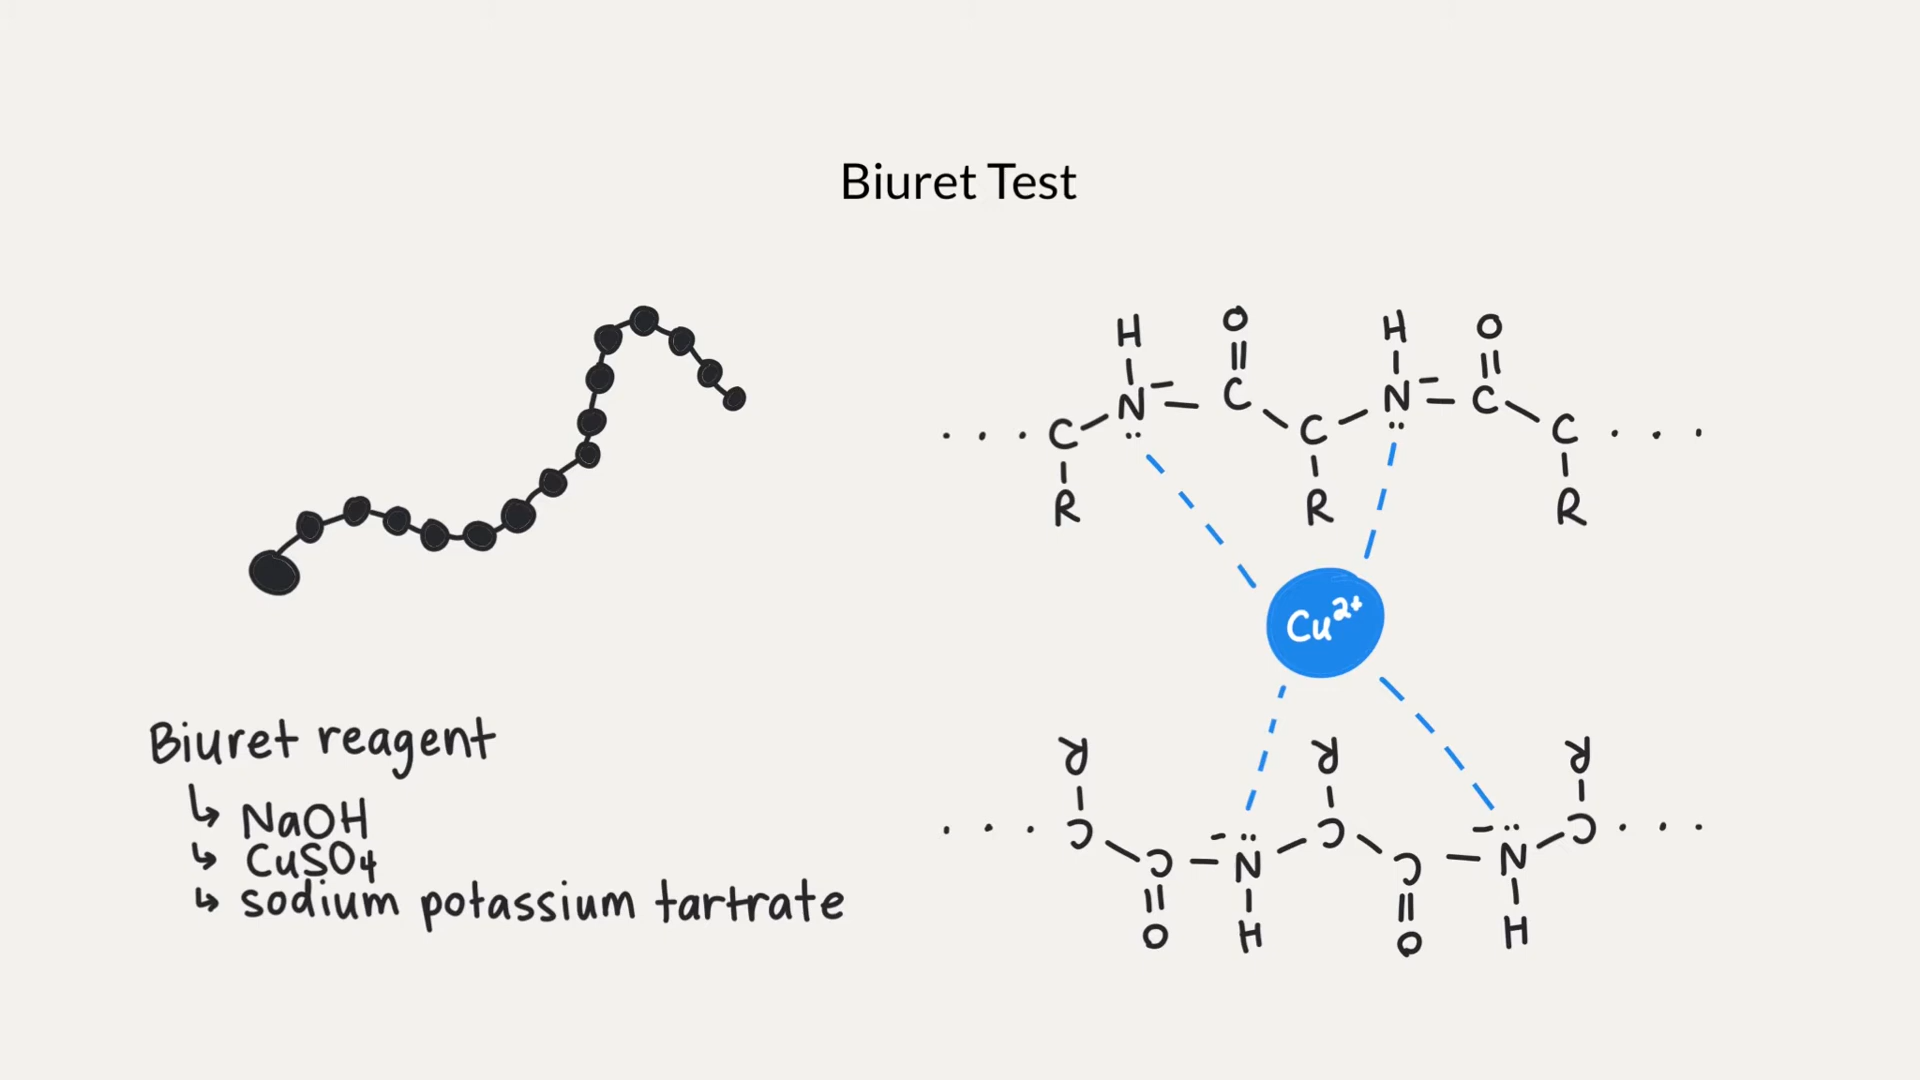 Biuret Test
H O H O
N⁻ C N⁻ C
. . . C C C . . .
R R R
Cu²⁺
Biuret reagent
↳ NaOH
↳ CuSO4
↳ sodium potassium tartrate
R R R
. . . C C C . . .
C N⁻ C N⁻
O H O H